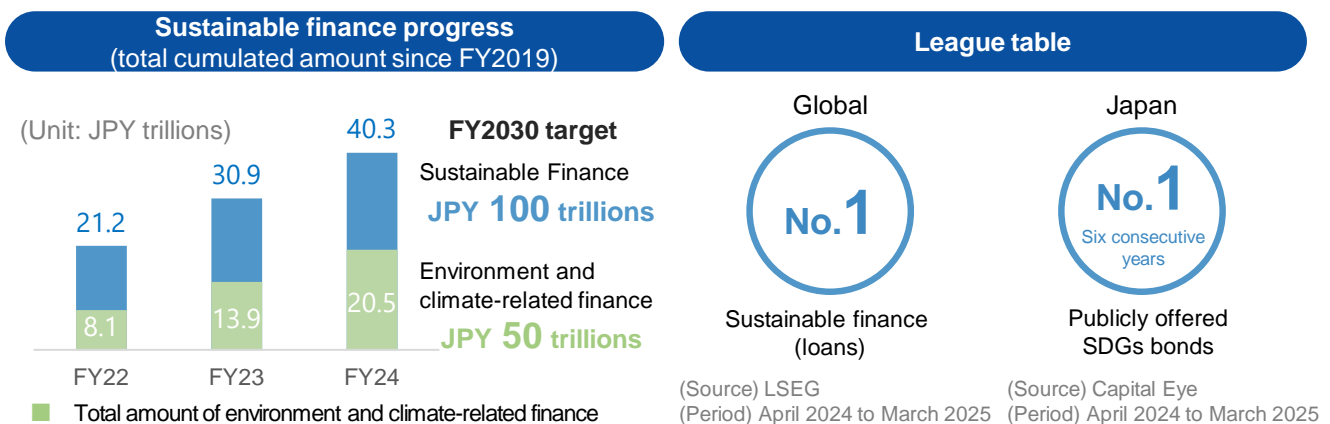 Sustainable finance progress
(total cumulated amount since FY2019)
(Unit: JPY trillions)
21.2
30.9
40.3
8.1
13.9
20.5
FY22
FY23
FY24
Total amount of environment and climate-related finance
FY2030 target
Sustainable Finance
JPY 100 trillions
Environment and
climate-related finance
JPY 50 trillions
League table
Global
No.1
Sustainable finance
(loans)
(Source) LSEG
(Period) April 2024 to March 2025
Japan
No.1
Six consecutive
years
Publicly offered
SDGs bonds
(Source) Capital Eye
(Period) April 2024 to March 2025